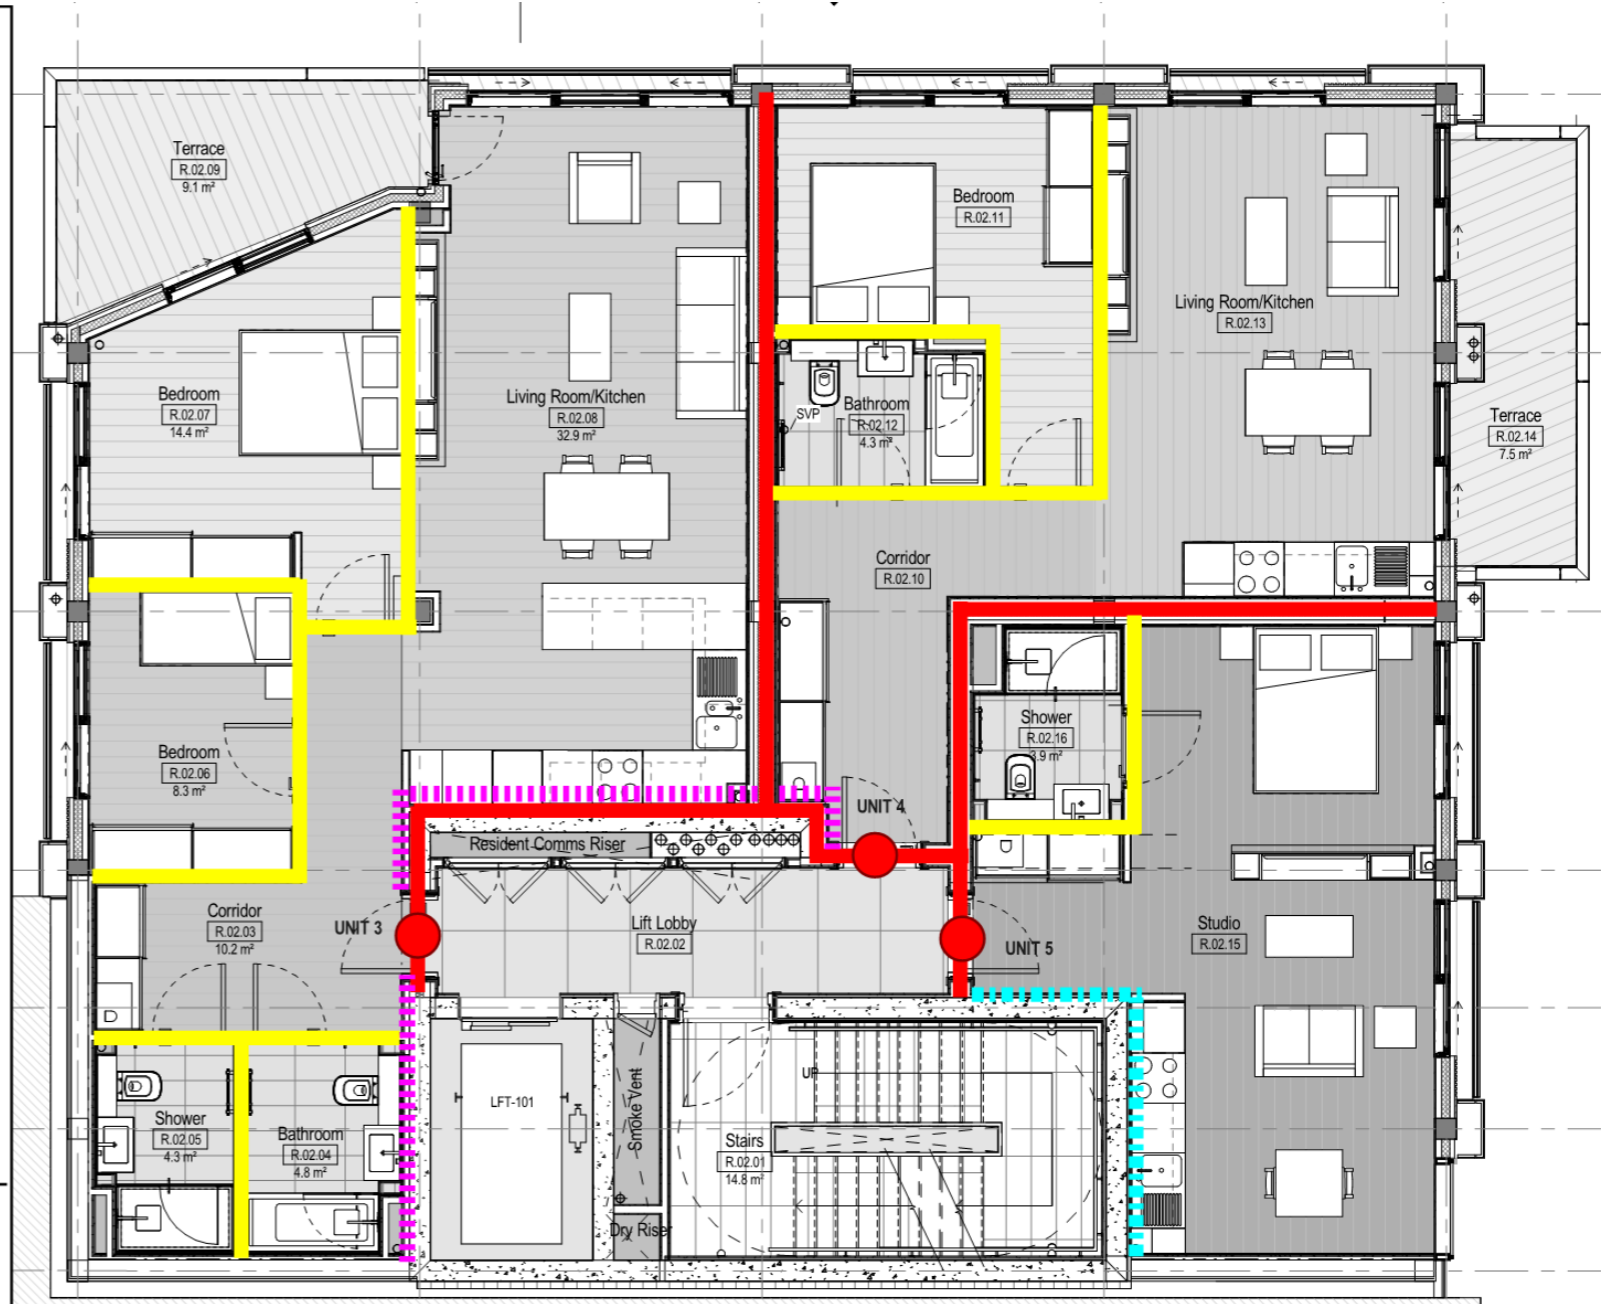 Terrace
R.02.09
9.1 m²
Bedroom
R.02.11
Living Room/Kitchen
R.02.13
Bedroom
R.02.07
14.4 m²
Living Room/Kitchen
R.02.08
32.9 m²
SVP
Bathroom
R.02.12
4.3 m²
Terrace
R.02.14
7.5 m²
Corridor
R.02.10
Bedroom
R.02.06
8.3 m²
Shower
R.02.16
3.9 m²
UNIT 4
Resident Comms Riser
Corridor
R.02.03
10.2 m²
UNIT 3
Lift Lobby
R.02.02
UNIT 5
Studio
R.02.15
LFT-101
Smoke Vent
UP
Shower
R.02.05
4.3 m²
Bathroom
R.02.04
4.8 m²
Stairs
R.02.01
14.8 m²
Dry Riser